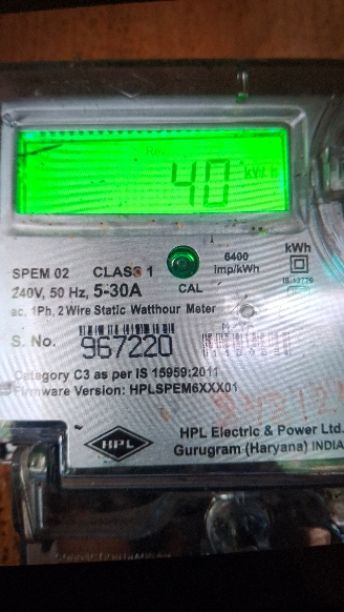 40 kVAh
SPEM 02 CLASS 1
6400 imp/kWh
kWh
240V, 50 Hz, 5-30A
CAL
ac, 1Ph, 2 Wire Static Watthour Meter
S. No. 967220
Category C3 as per IS 15959:2011
Firmware Version: HPLSPEM6XXX01
HPL
HPL Electric & Power Ltd.
Gurugram (Haryana) INDIA